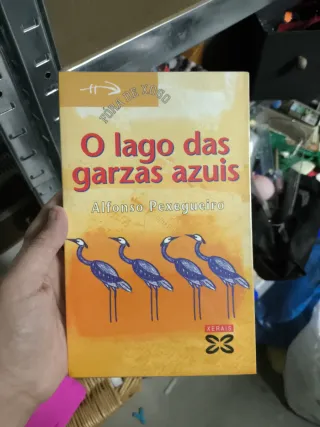 FÓRA DE XOGO
O lago das
garzas azuis
Alfonso Pexegueiro
XERAIS